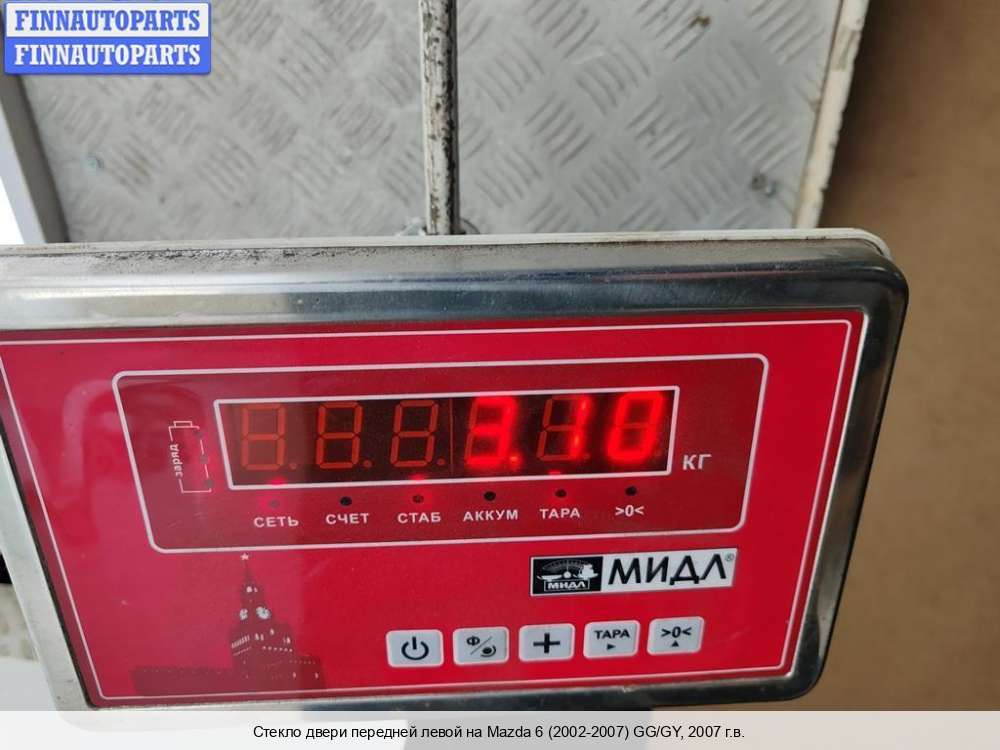 FINNAUTOPARTS
FINNAUTOPARTS
заряд
3.10
КГ
СЕТЬ СЧЕТ СТАБ АККУМ ТАРА >0<
МИДЛ МИДЛ®
Ф ТАРА >0<
Стекло двери передней левой на Mazda 6 (2002-2007) GG/GY, 2007 г.в.